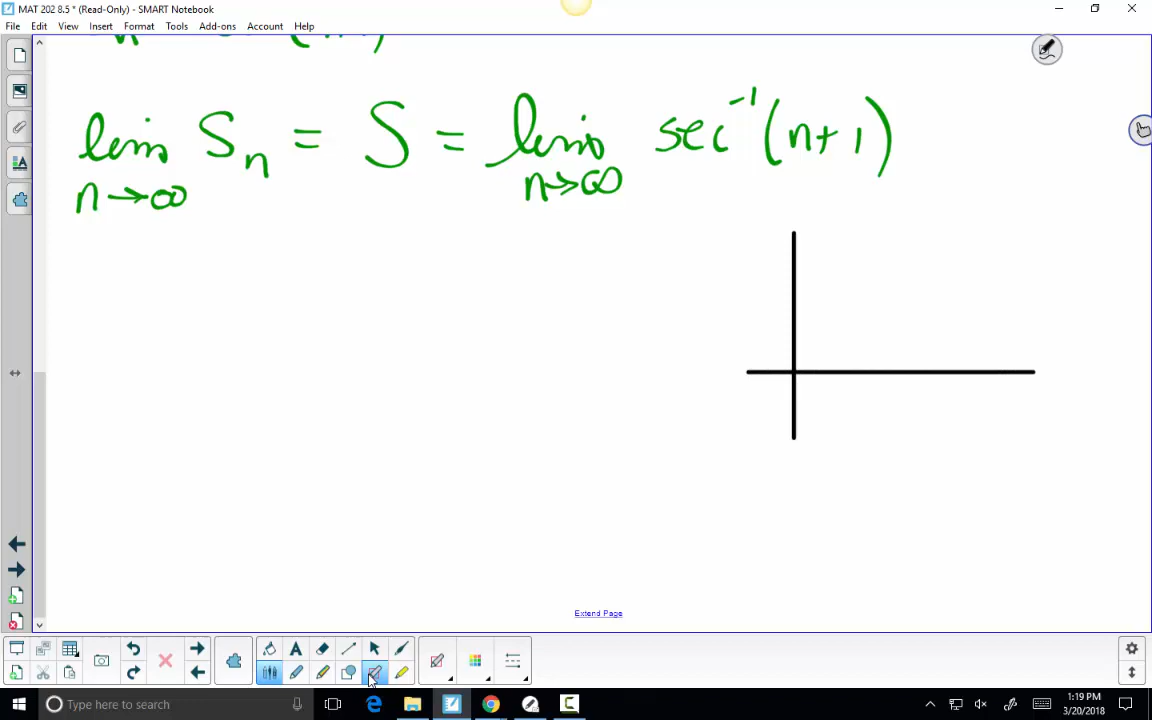 MAT 202 8.5 * (Read-Only) - SMART Notebook
File Edit View Insert Format Tools Add-ons Account Help
lim Sn = S = lim sec⁻¹(n+1)
n→∞ n→∞
Extend Page
Type here to search
1:19 PM
3/20/2018